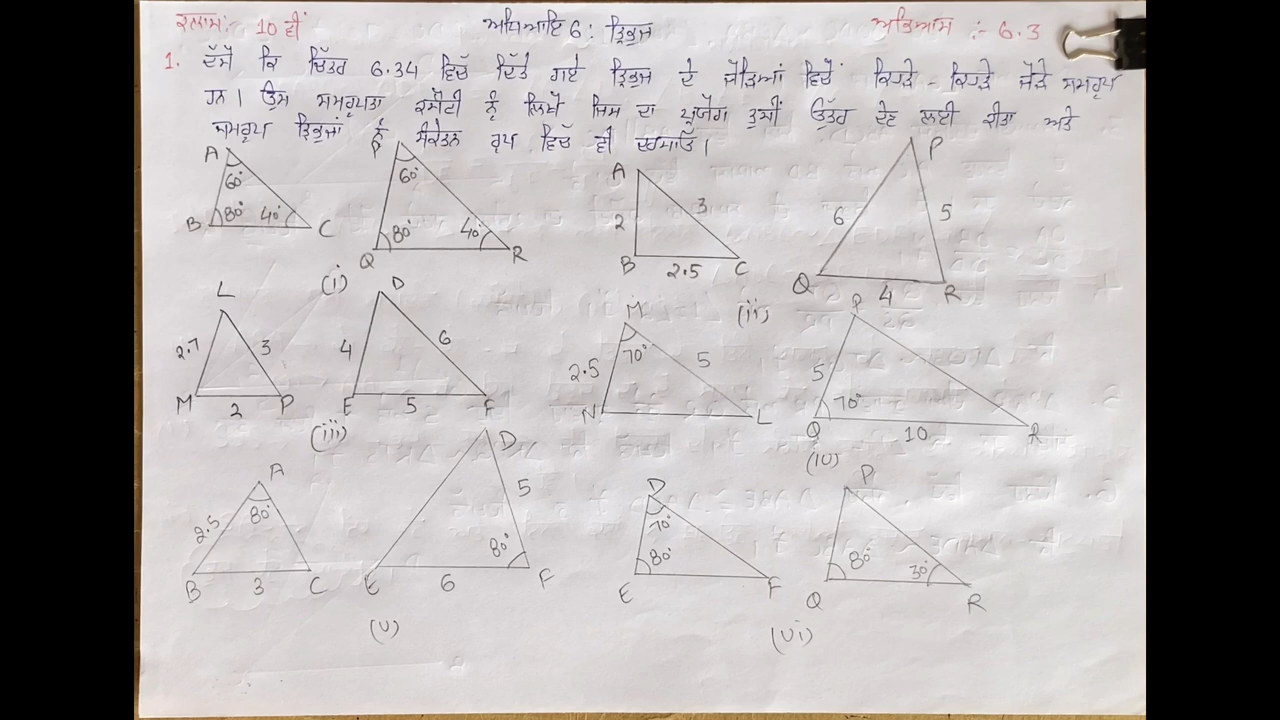 ਕਲਾਸ: 10 ਵੀਂ ਅਧਿਆਇ 6: ਤ੍ਰਿਭੁਜ ਅਭਿਆਸ :- 6.3
1. ਦੱਸੋ ਕਿ ਚਿੱਤਰ 6.34 ਵਿਚੋਂ ਦਿੱਤੇ ਗਏ ਤ੍ਰਿਭੁਜ ਦੇ ਜੋੜਿਆਂ ਵਿਚੋਂ ਕਿਹੜੇ - ਕਿਹੜੇ ਜੋੜੇ ਸਮਰੂਪ
ਹਨ। ਉਸ ਸਮਰੂਪਤਾ ਕਸੌਟੀ ਨੂੰ ਲਿਖੋ ਜਿਸ ਦਾ ਪ੍ਰਯੋਗ ਤੁਸੀਂ ਉੱਤਰ ਦੇਣ ਲਈ ਕੀਤਾ ਅਤੇ
ਸਮਰੂਪ ਤ੍ਰਿਭੁਜਾਂ ਨੂੰ ਸੰਕੇਤਨ ਰੂਪ ਵਿਚੱ ਵੀ ਦਰਸਾਓ।
A P A P
60° 60°
2 3 6 5
B 80° 40° C 80° 40°
Q R B 2.5 C Q 4 R
(i) (ii)
L D M P
2.7 3 4 6 2.5 70° 5 5 70°
M 2 P E 5 F N L Q 10 R
(iii) (iv)
A D D P
2.5 80° 5 70°
80° 80° 80° 30°
B 3 C E 6 F E F Q R
(v) (vi)